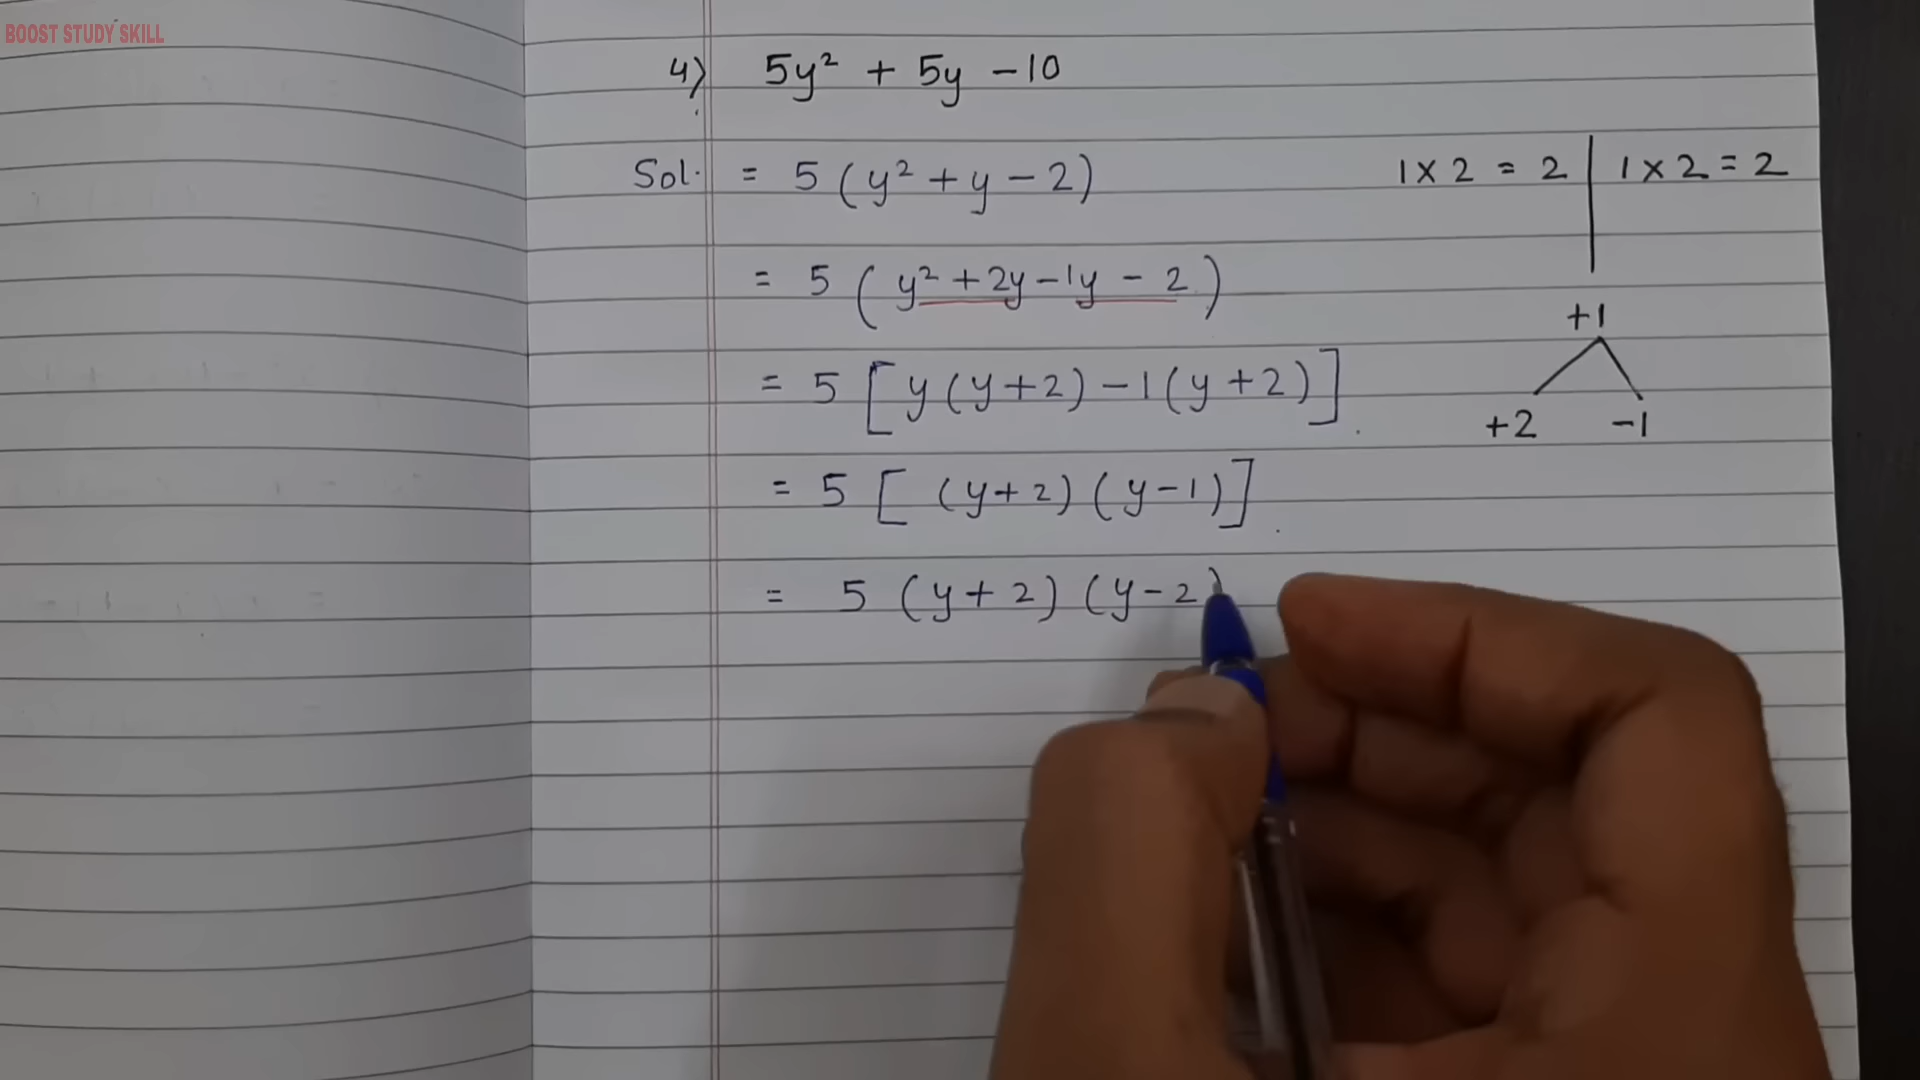 BOOST STUDY SKILL
4) 5y² + 5y - 10
Sol. = 5 (y² + y - 2)
1 x 2 = 2 | 1 x 2 = 2
= 5 (y² + 2y - 1y - 2)
+1
= 5 [y (y + 2) - 1 (y + 2)]
+2 -1
= 5 [ (y + 2) (y - 1)]
= 5 (y + 2) (y - 2)